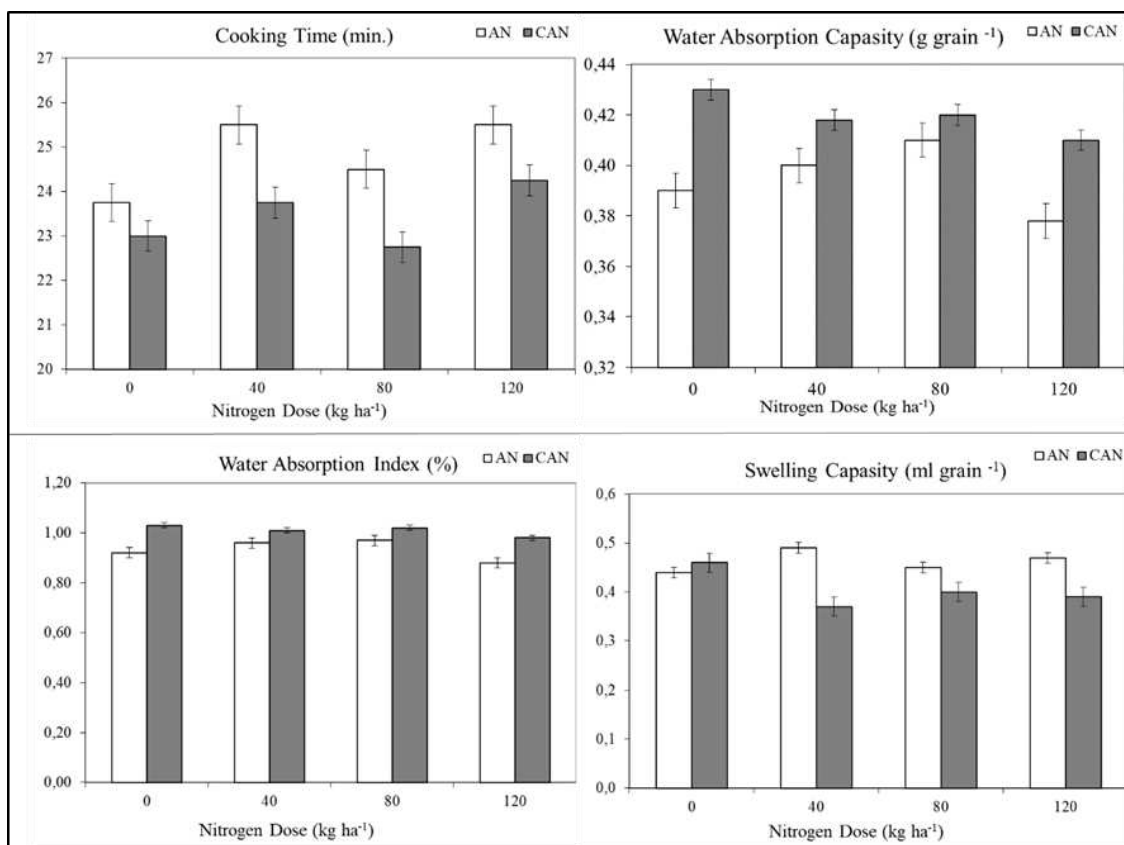 Cooking Time (min.)
AN CAN
27
26
25
24
23
22
21
20
0 40 80 120
Nitrogen Dose (kg ha-1)
Water Absorption Capacity (g grain -1)
AN CAN
0,44
0,42
0,40
0,38
0,36
0,34
0,32
0 40 80 120
Nitrogen Dose (kg ha-1)
Water Absorption Index (%)
AN CAN
1,20
1,00
0,80
0,60
0,40
0,20
0,00
0 40 80 120
Nitrogen Dose (kg ha-1)
Swelling Capasity (ml grain -1)
AN CAN
0,6
0,5
0,4
0,3
0,2
0,1
0,0
0 40 80 120
Nitrogen Dose (kg ha-1)